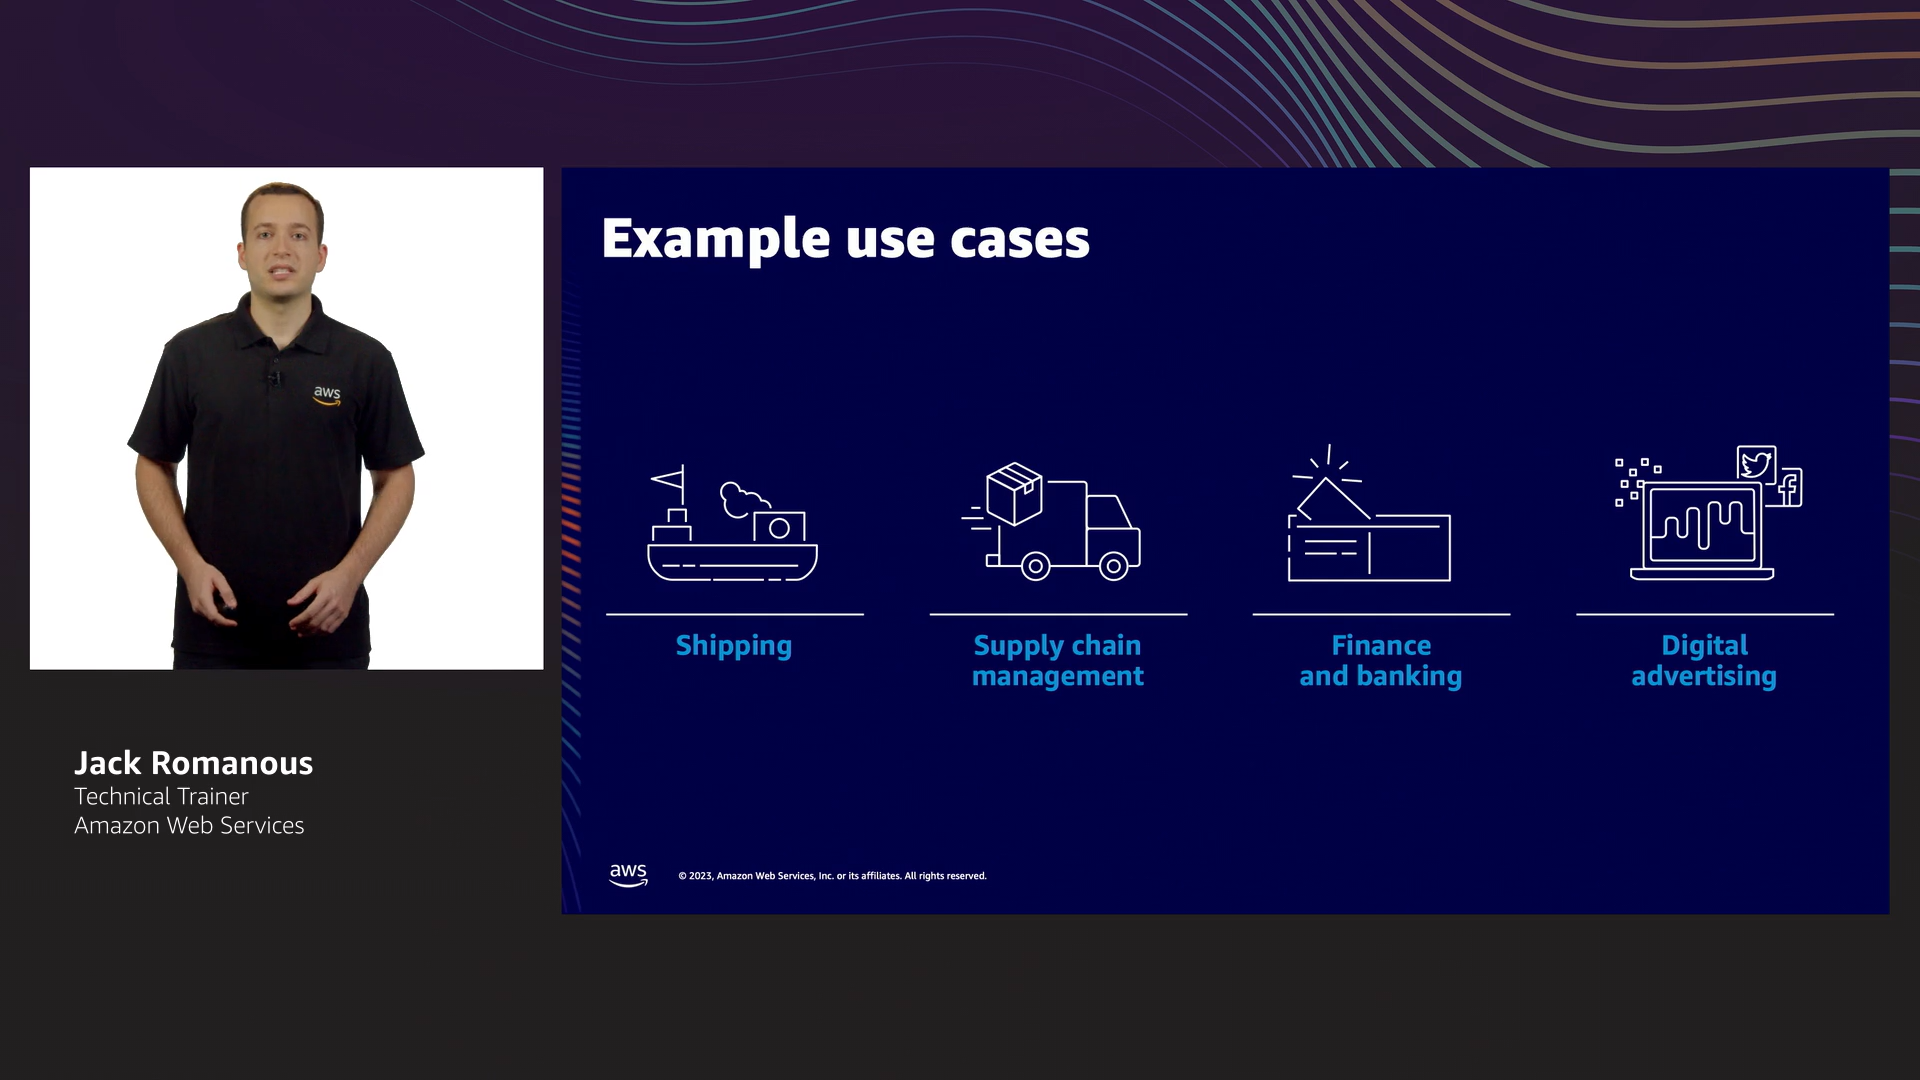 Example use cases
aws
Shipping
Supply chain
management
Finance
and banking
Digital
advertising
Jack Romanous
Technical Trainer
Amazon Web Services
aws
© 2023, Amazon Web Services, Inc. or its affiliates. All rights reserved.